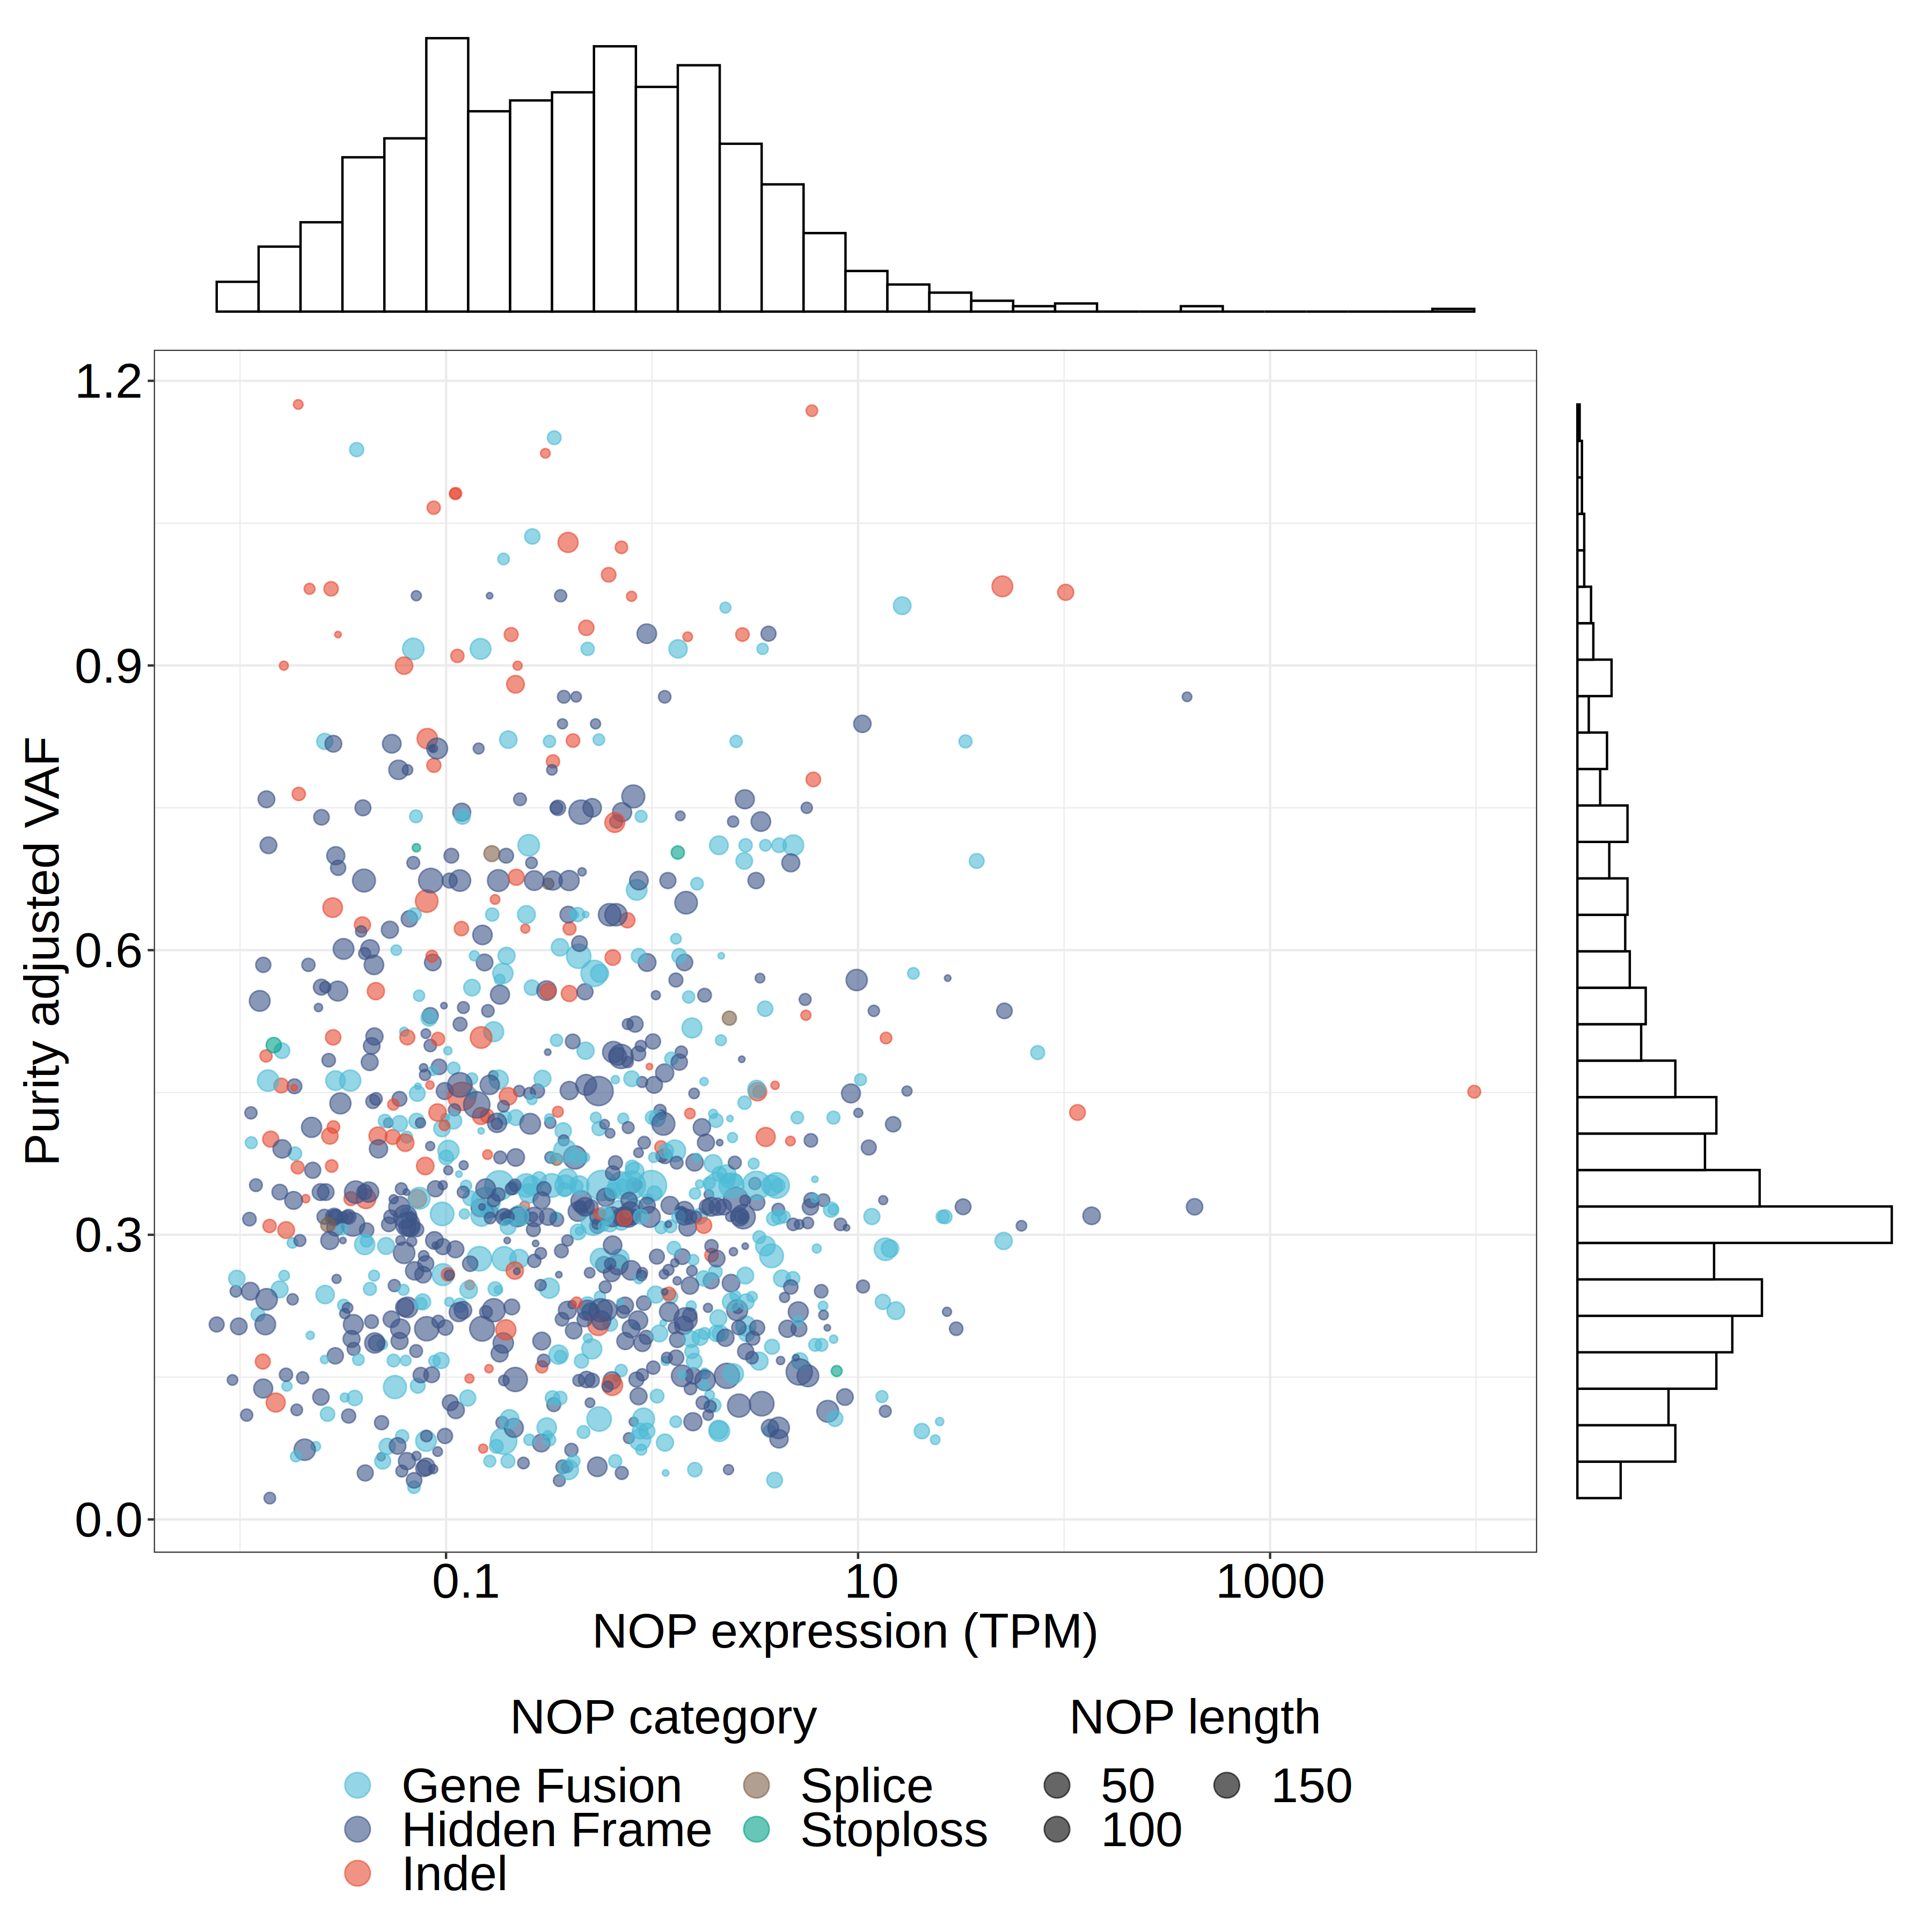 1.2
0.9
0.6
0.3
0.0
Purity adjusted VAF
0.1 10 1000
NOP expression (TPM)
NOP category NOP length
Gene Fusion Splice 50 150
Hidden Frame Stoploss 100
Indel